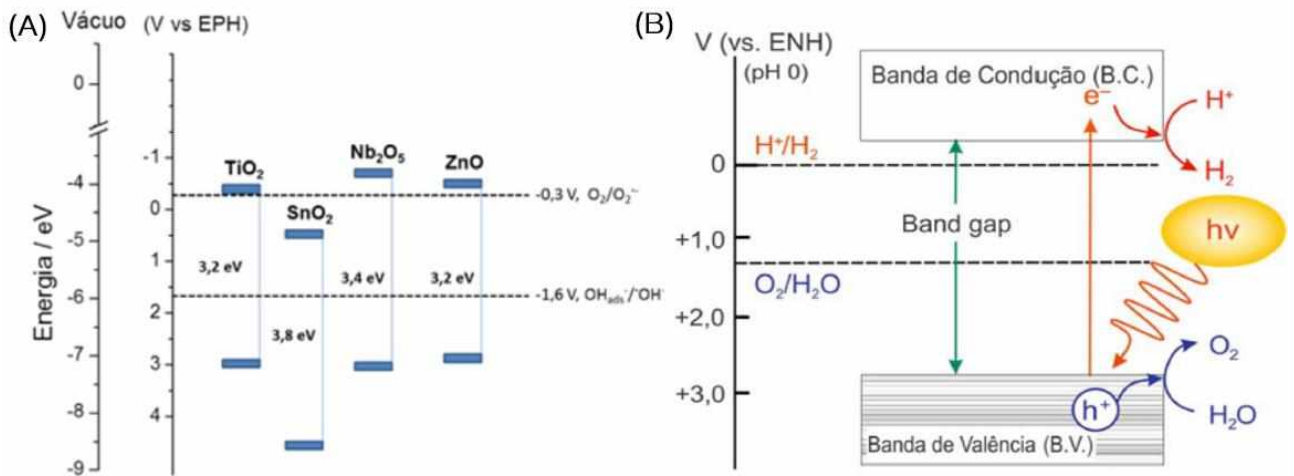 (A)
Vácuo
(V vs EPH)
0
-4
-5
-6
-7
-8
-9
Energia / eV
-1
0
1
2
3
4
TiO₂
SnO₂
Nb₂O₅
ZnO
3,2 eV
3,8 eV
3,4 eV
3,2 eV
-0,3 V, O₂/O₂˙⁻
-1,6 V, OHads˙/⁻OH
(B)
V (vs. ENH)
(pH 0)
0
+1,0
+2,0
+3,0
Banda de Condução (B.C.)
e⁻
H⁺
H₂
H⁺/H₂
Band gap
hν
O₂/H₂O
O₂
H₂O
h⁺
Banda de Valência (B.V.)